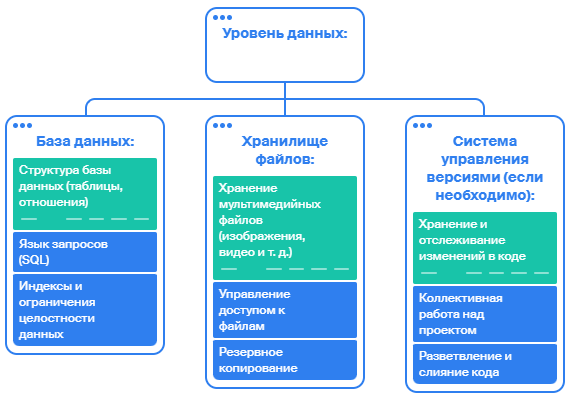 Уровень данных:
База данных:
Структура базы
данных (таблицы,
отношения)
Язык запросов
(SQL)
Индексы и
ограничения
целостности
данных
Хранилище
файлов:
Хранение
мультимедийных
файлов
(изображения,
видео и т. д.)
Управление
доступом к
файлам
Резервное
копирование
Система
управления
версиями (если
необходимо):
Хранение и
отслеживание
изменений в коде
Коллективная
работа над
проектом
Разветвление и
слияние кода